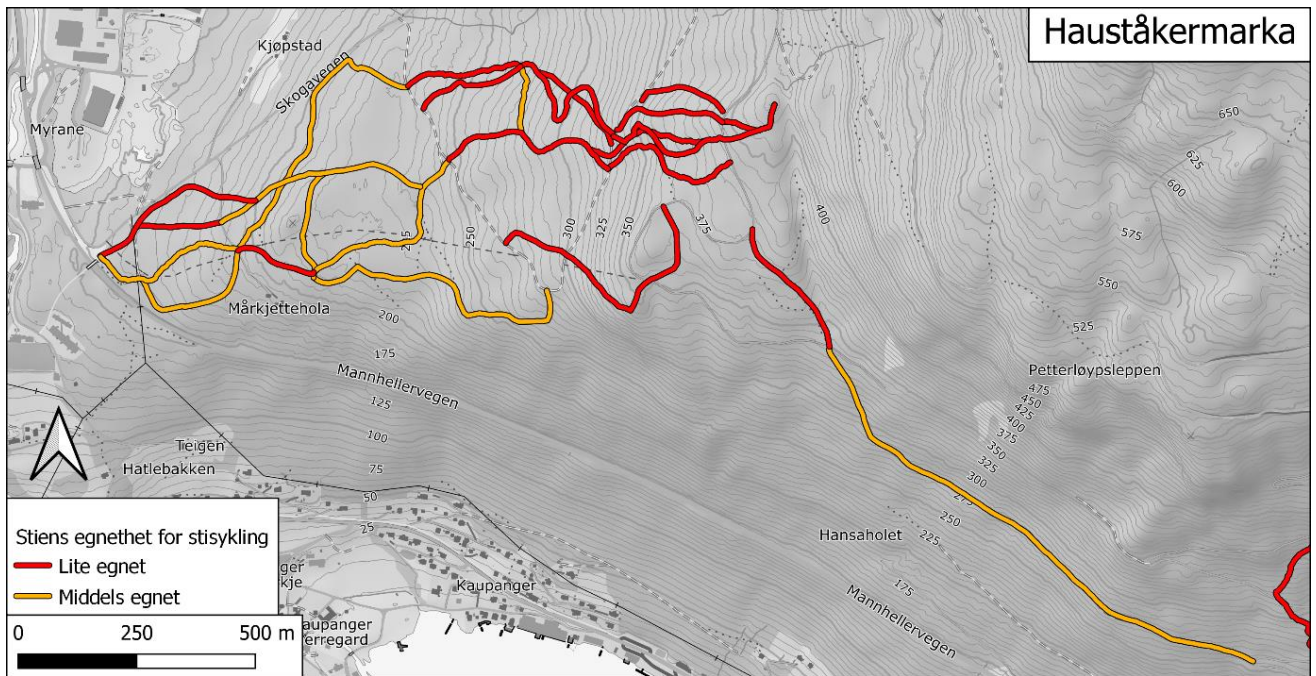 Hauståkermarka
Kjøpstad
Skogavegen
Myrane
650
625
600
575
550
525
400
375
350
325
300
250
225
Mårkjettehola
200
175
Mannhellervegen
125
100
75
50
25
Petterløypsleppen
475
450
425
400
375
350
325
300
275
250
225
Teigen
Hatlebakken
Hansaholet
175
Mannhellervegen
Kaupanger
Stiens egnethet for stisykling
Lite egnet
Middels egnet
0 250 500 m